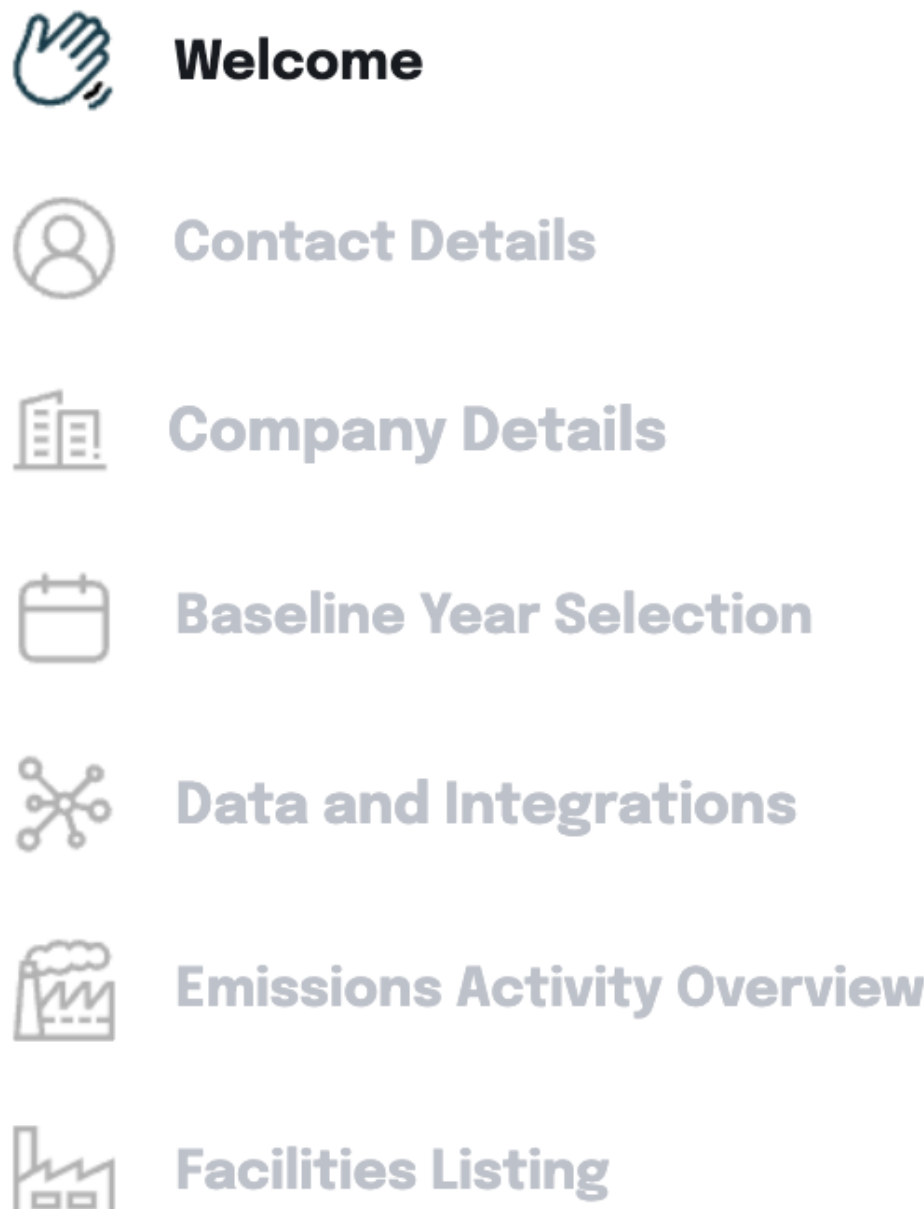 Welcome
Contact Details
Company Details
Baseline Year Selection
Data and Integrations
Emissions Activity Overview
Facilities Listing